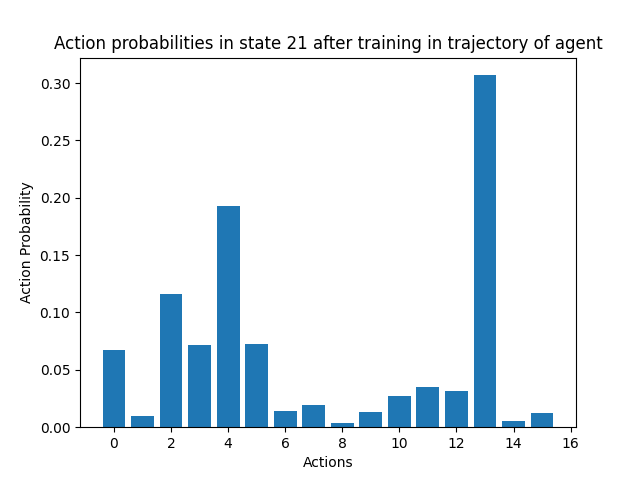 Action probabilities in state 21 after training in trajectory of agent
0.30
0.25
0.20
0.15
0.10
0.05
0.00
Action Probability
0 2 4 6 8 10 12 14 16
Actions